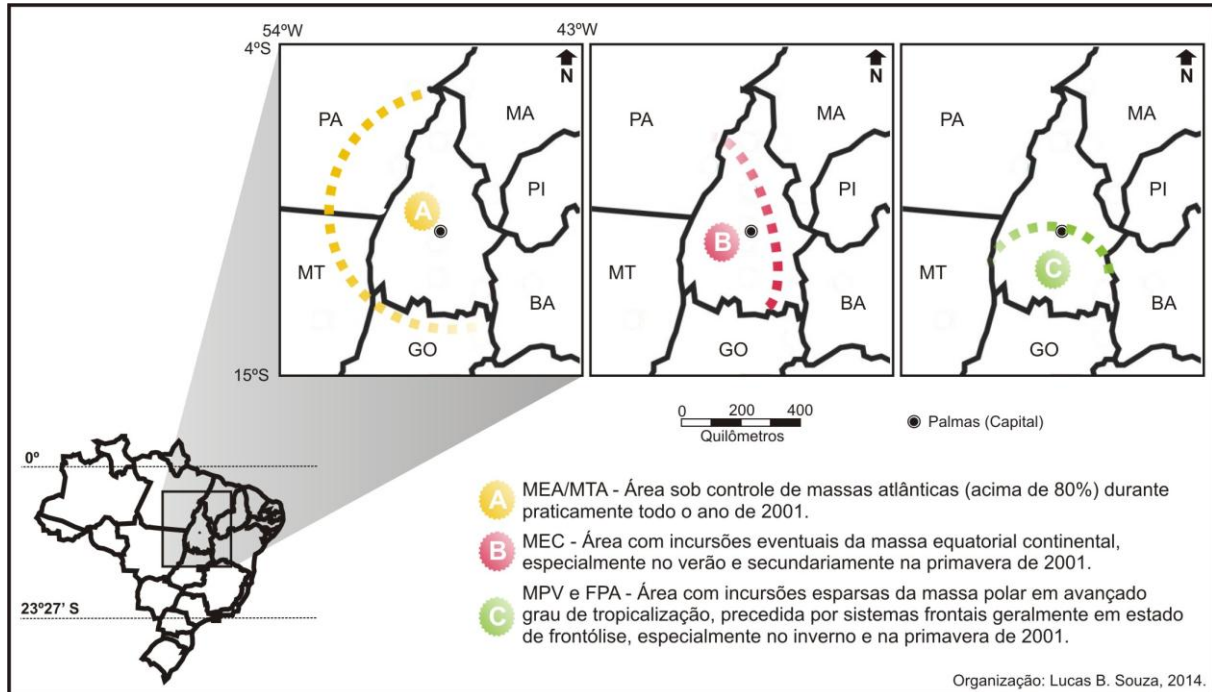 54ºW
43ºW
4ºS
15ºS
N
PA
MA
PI
MT
BA
GO
A
N
PA
MA
PI
MT
BA
GO
B
N
PA
MA
PI
MT
BA
GO
C
0 200 400
Quilômetros
Palmas (Capital)
0º
23º27' S
A
MEA/MTA - Área sob controle de massas atlânticas (acima de 80%) durante
praticamente todo o ano de 2001.
B
MEC - Área com incursões eventuais da massa equatorial continental,
especialmente no verão e secundariamente na primavera de 2001.
C
MPV e FPA - Área com incursões esparsas da massa polar em avançado
grau de tropicalização, precedida por sistemas frontais geralmente em estado
de frontólise, especialmente no inverno e na primavera de 2001.
Organização: Lucas B. Souza, 2014.